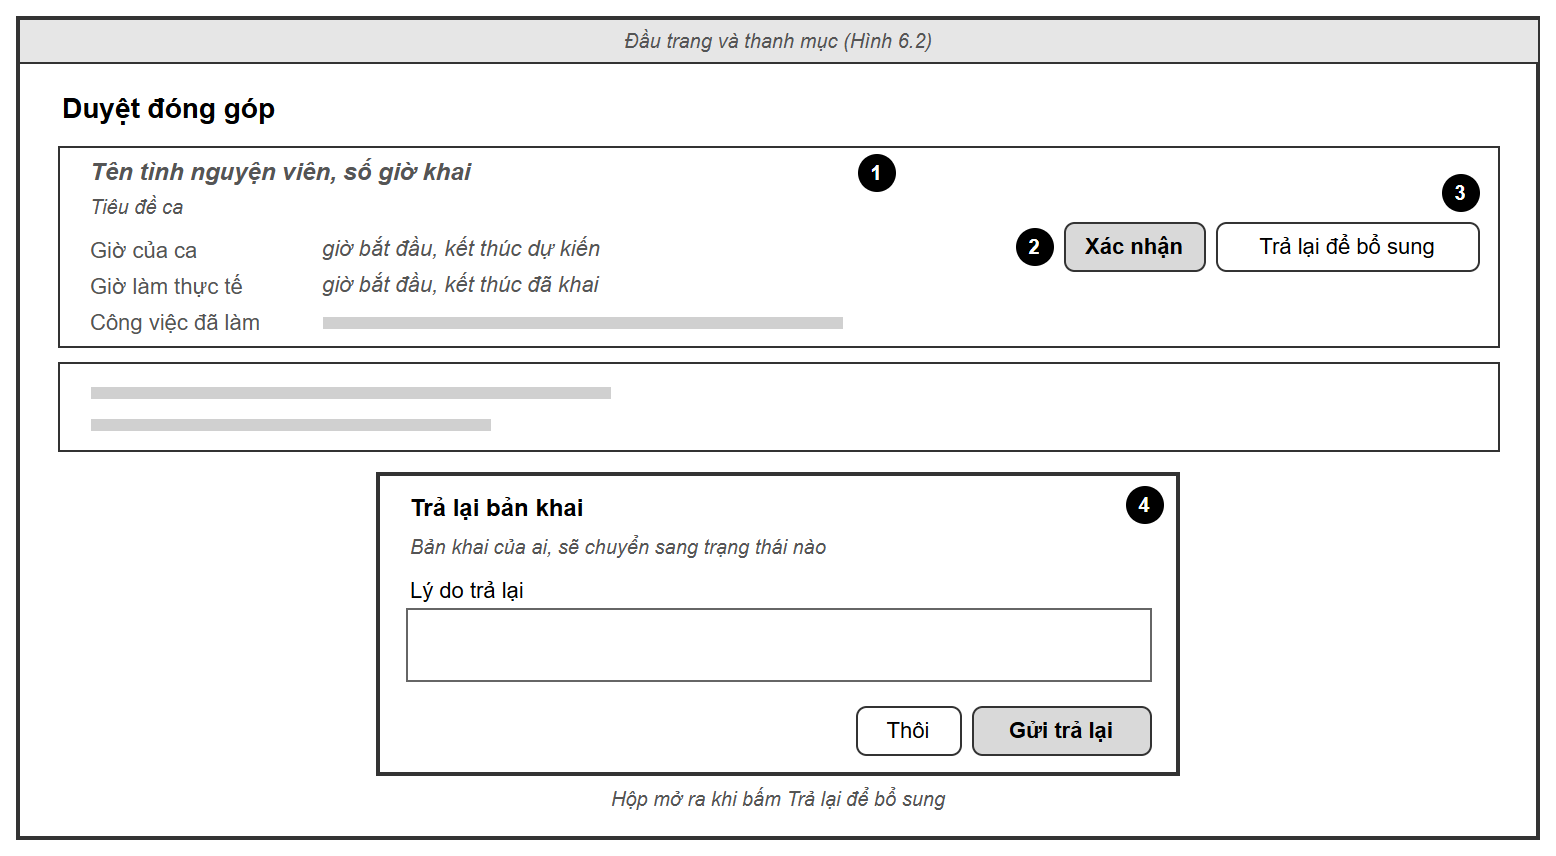 Đầu trang và thanh mục (Hình 6.2)
Duyệt đóng góp
Tên tình nguyện viên, số giờ khai
1
3
Tiêu đề ca
Giờ của ca giờ bắt đầu, kết thúc dự kiến
2 Xác nhận Trả lại để bổ sung
Giờ làm thực tế giờ bắt đầu, kết thúc đã khai
Công việc đã làm
Trả lại bản khai
4
Bản khai của ai, sẽ chuyển sang trạng thái nào
Lý do trả lại
Thôi Gửi trả lại
Hộp mở ra khi bấm Trả lại để bổ sung